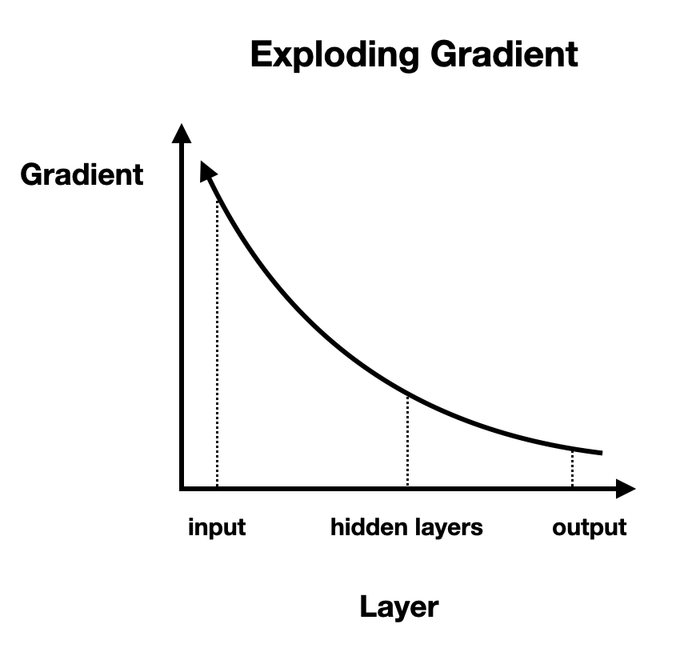 Exploding Gradient
Gradient
input hidden layers output
Layer